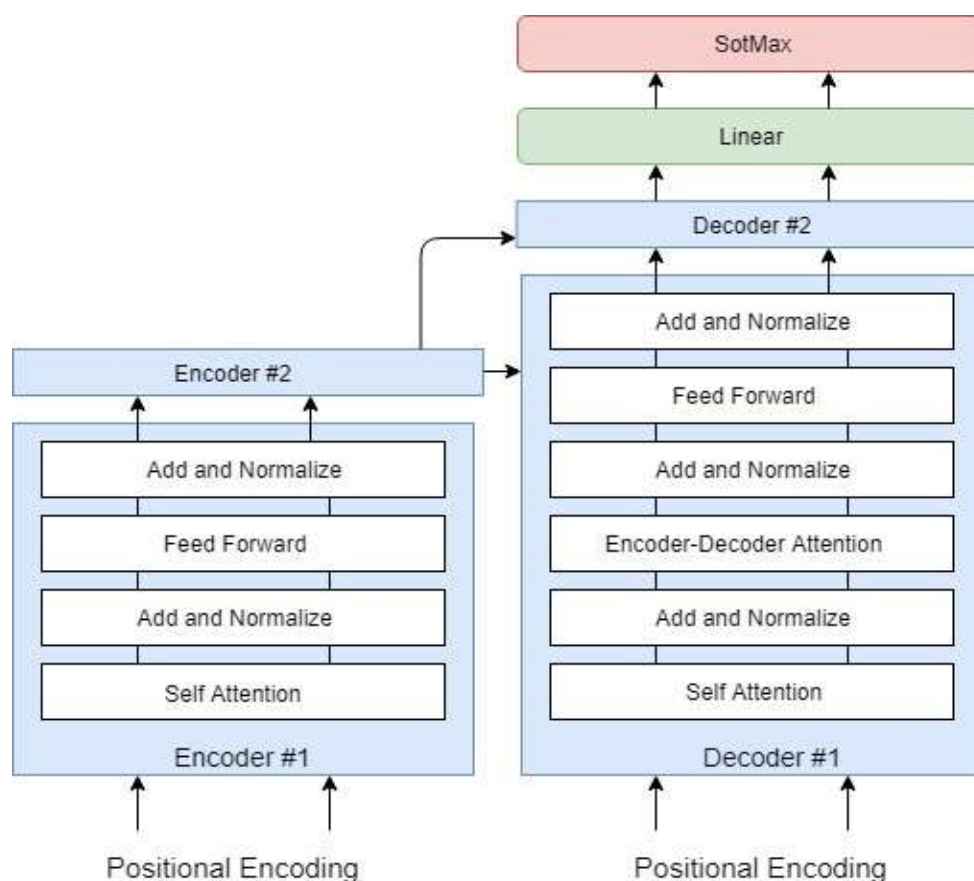 SotMax
Linear
Decoder #2
Add and Normalize
Feed Forward
Add and Normalize
Encoder-Decoder Attention
Add and Normalize
Self Attention
Decoder #1
Positional Encoding
Encoder #2
Add and Normalize
Feed Forward
Add and Normalize
Self Attention
Encoder #1
Positional Encoding